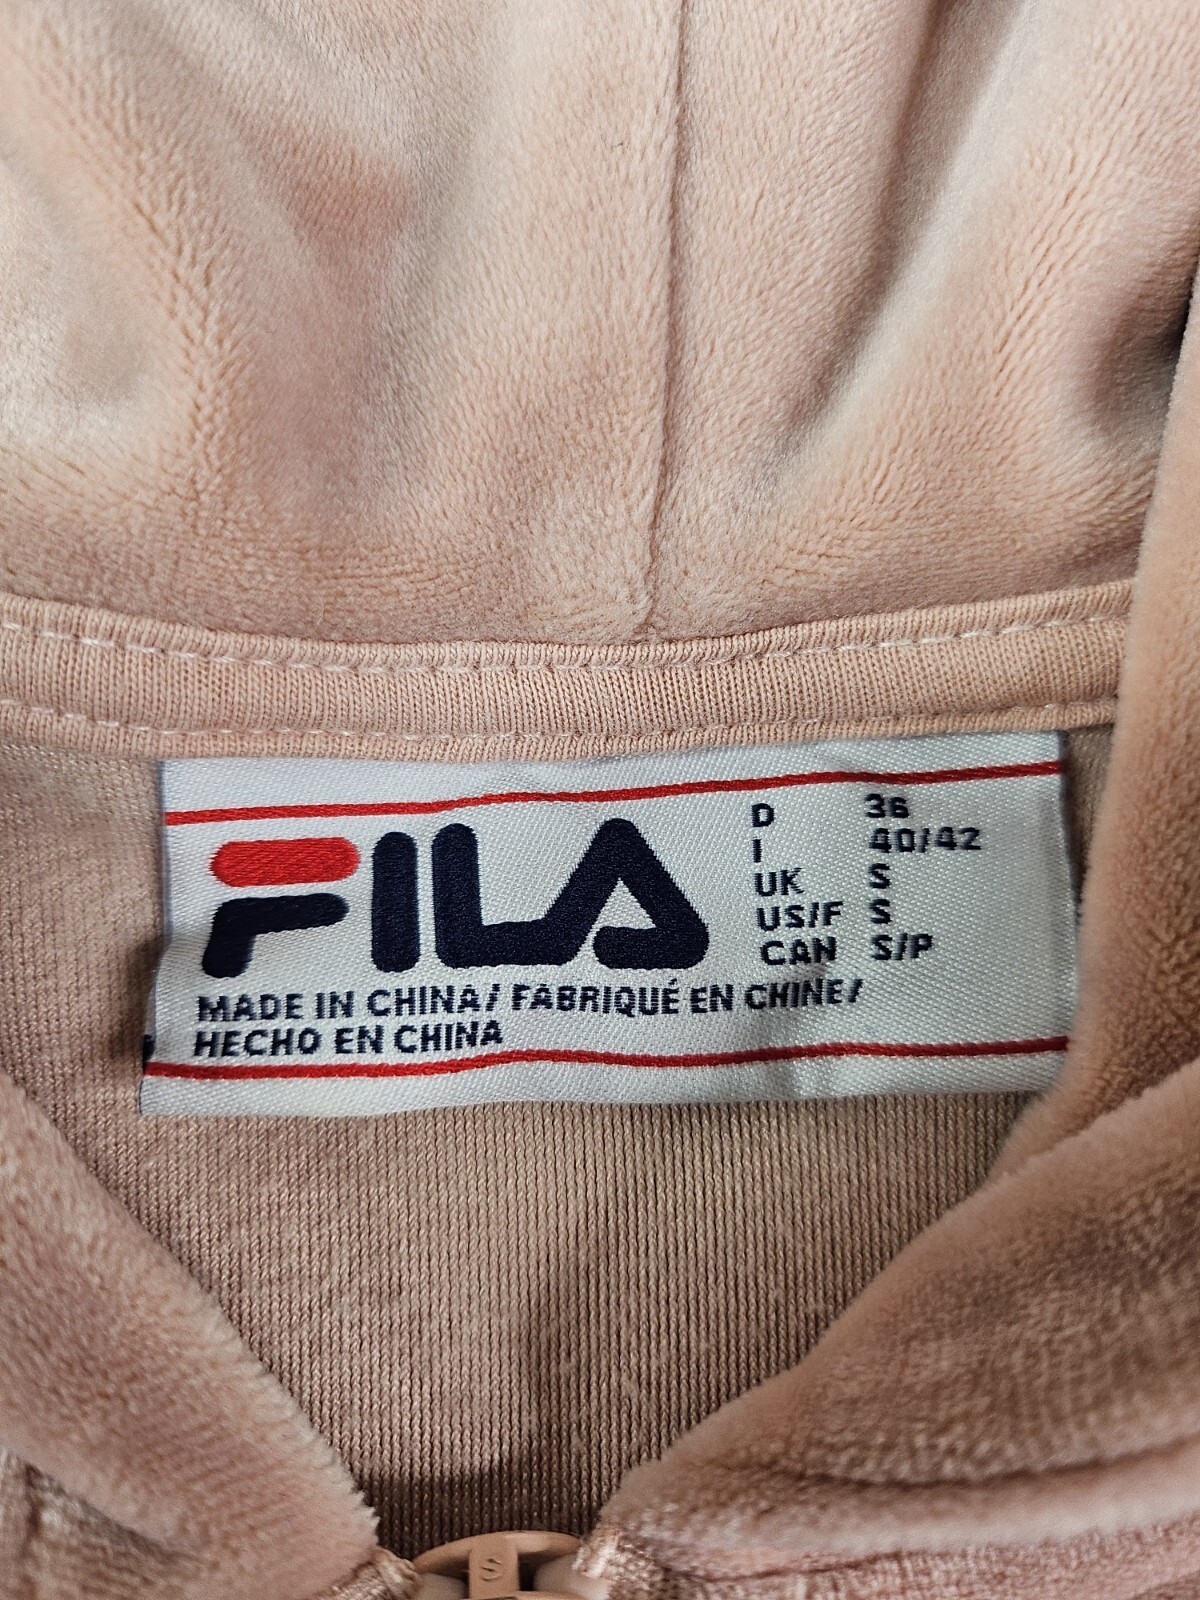 FILA
D 36
I 40/42
UK S
US/F S
CAN S/P
MADE IN CHINA/ FABRIQUÉ EN CHINE/
HECHO EN CHINA
S